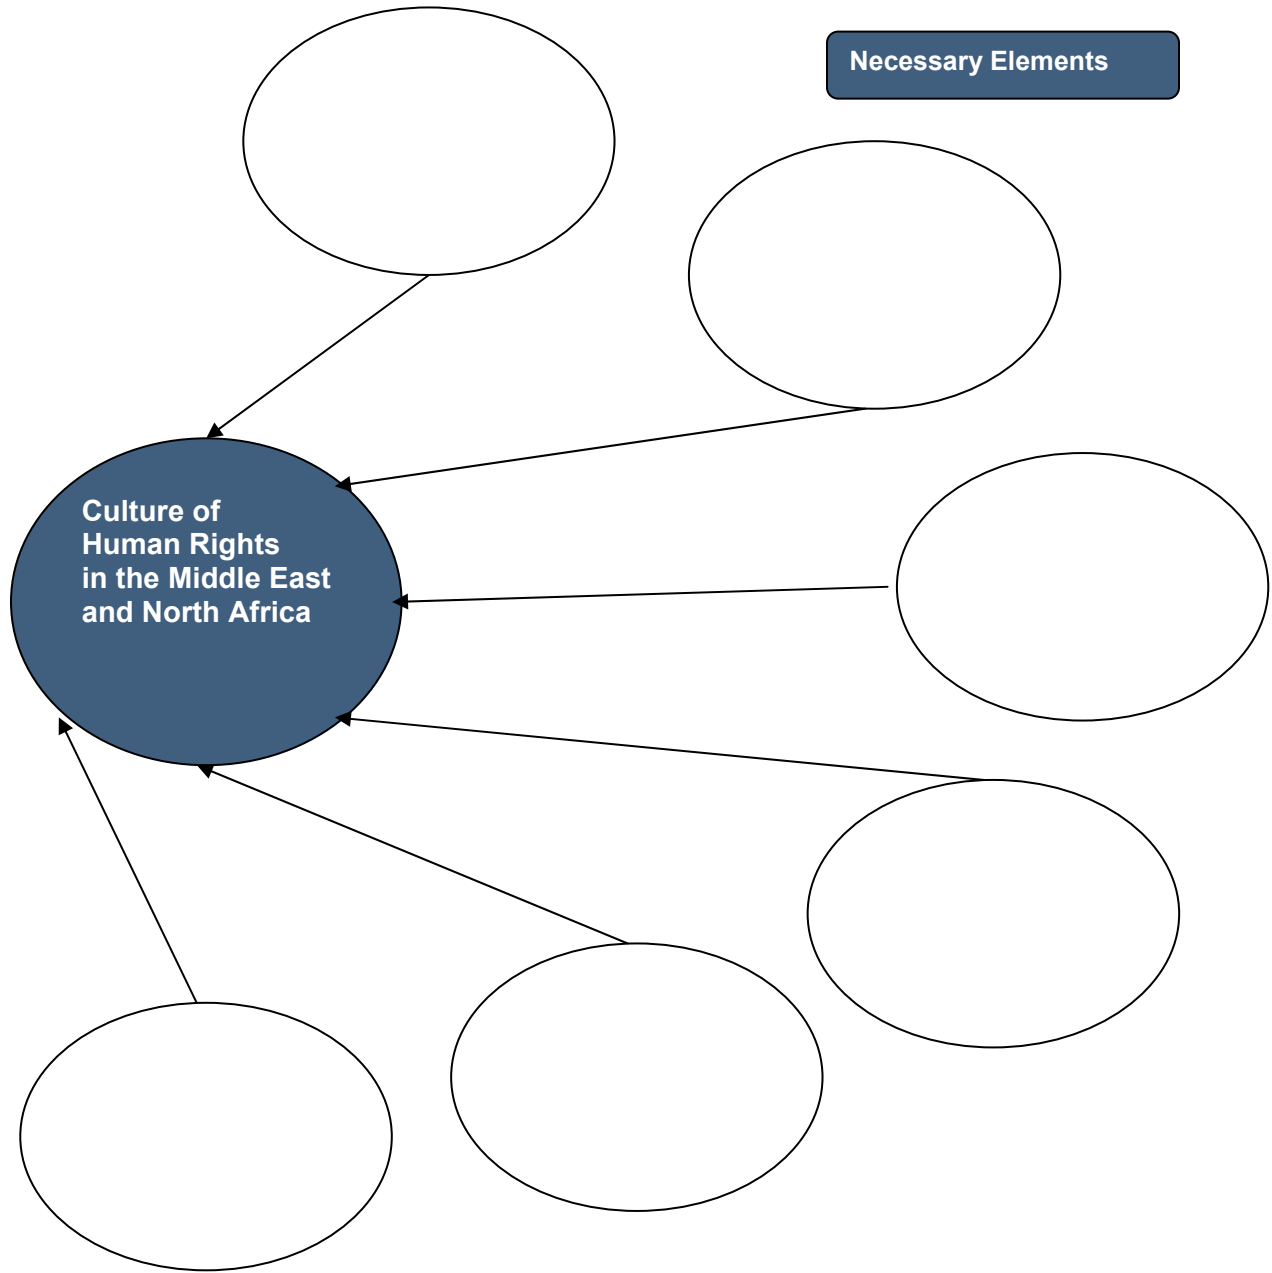 Necessary Elements
Culture of
Human Rights
in the Middle East
and North Africa